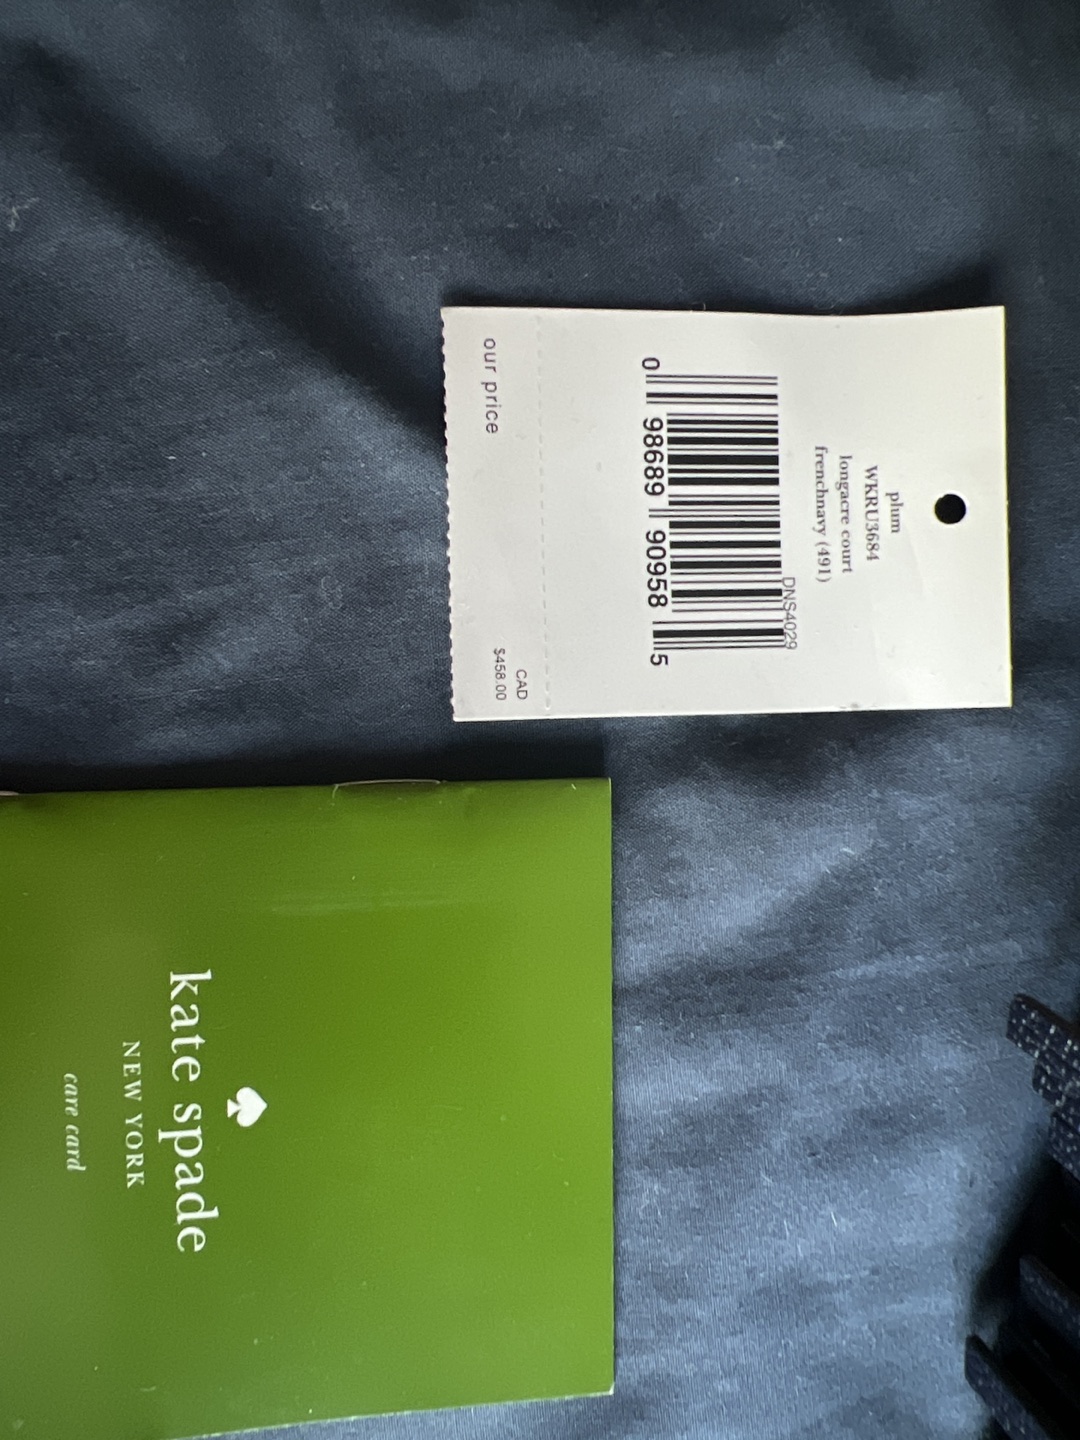 plum
WKRU3684
longacre court
frenchnavy (491)
DNS4029
0 98689 90958 5
our price
CAD
$458.00
kate spade
NEW YORK
care card